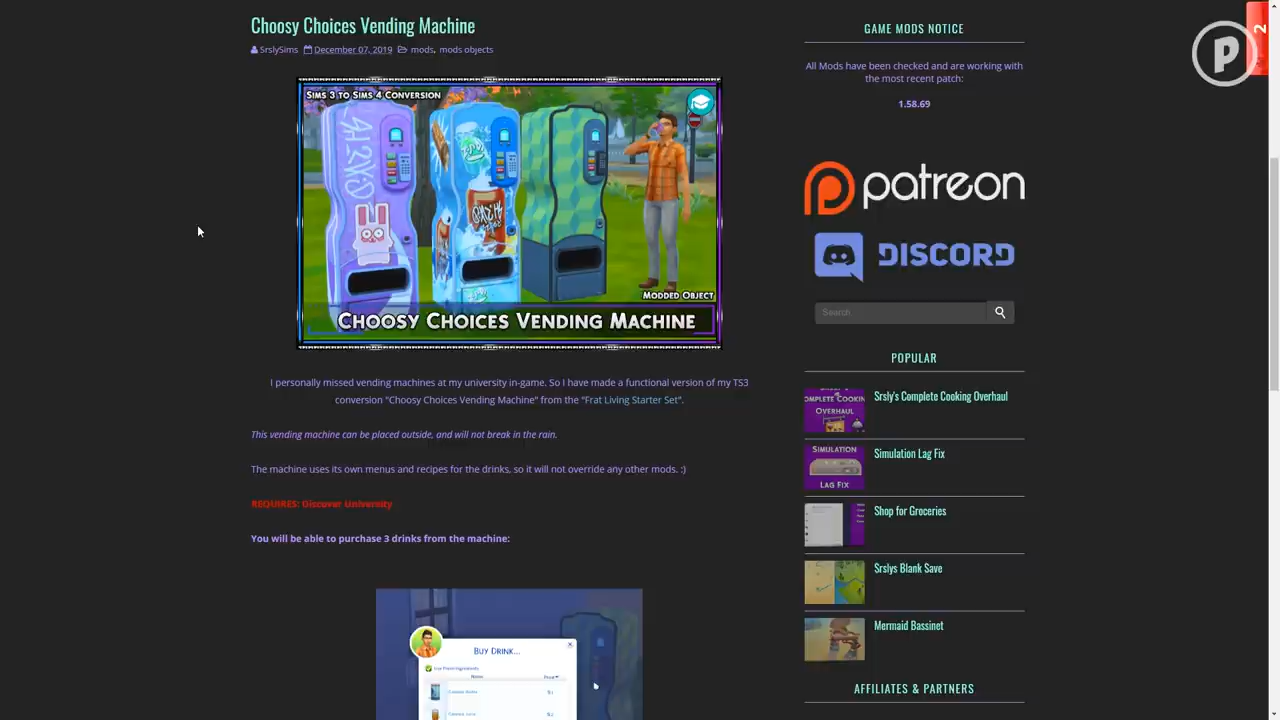 Choosy Choices Vending Machine
SrslySims December 07, 2019 mods, mods objects
SIMS 3 TO SIMS 4 CONVERSION
MODDED OBJECT
CHOOSY CHOICES VENDING MACHINE
I personally missed vending machines at my university in-game. So I have made a functional version of my TS3
conversion "Choosy Choices Vending Machine" from the "Frat Living Starter Set".
This vending machine can be placed outside, and will not break in the rain.
The machine uses its own menus and recipes for the drinks, so it will not override any other mods. :)
REQUIRES: Discover University
You will be able to purchase 3 drinks from the machine:
BUY DRINK...
Name Price
GAME MODS NOTICE
All Mods have been checked and are working with
the most recent patch:
1.58.69
P
2
patreon
DISCORD
Search
POPULAR
COMPLETE COOKING
OVERHAUL
Srsly's Complete Cooking Overhaul
SIMULATION
LAG FIX
Simulation Lag Fix
Shop for Groceries
Srslys Blank Save
Mermaid Bassinet
AFFILIATES & PARTNERS